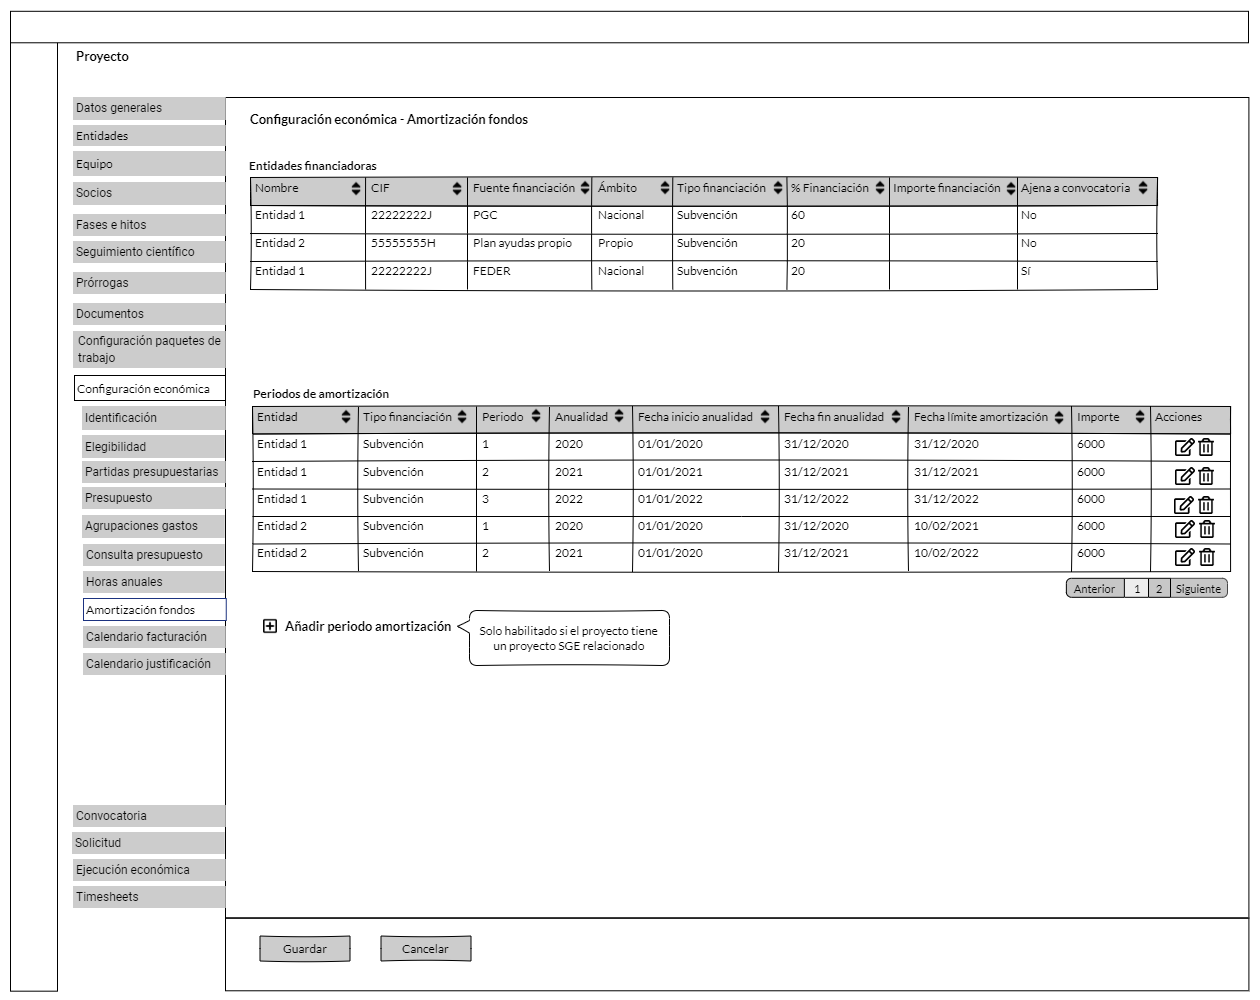 Proyecto
Datos generales
Entidades
Equipo
Socios
Fases e hitos
Seguimiento científico
Prórrogas
Documentos
Configuración paquetes de
trabajo
Configuración económica
Identificación
Elegibilidad
Partidas presupuestarias
Presupuesto
Agrupaciones gastos
Consulta presupuesto
Horas anuales
Amortización fondos
Calendario facturación
Calendario justificación
Convocatoria
Solicitud
Ejecución económica
Timesheets
Configuración económica - Amortización fondos
Entidades financiadoras
Nombre CIF Fuente financiación Ámbito Tipo financiación % Financiación Importe financiación Ajena a convocatoria
Entidad 1 22222222J PGC Nacional Subvención 60 No
Entidad 2 55555555H Plan ayudas propio Propio Subvención 20 No
Entidad 1 22222222J FEDER Nacional Subvención 20 Sí
Periodos de amortización
Entidad Tipo financiación Periodo Anualidad Fecha inicio anualidad Fecha fin anualidad Fecha límite amortización Importe Acciones
Entidad 1 Subvención 1 2020 01/01/2020 31/12/2020 31/12/2020 6000
Entidad 1 Subvención 2 2021 01/01/2021 31/12/2021 31/12/2021 6000
Entidad 1 Subvención 3 2022 01/01/2022 31/12/2022 31/12/2022 6000
Entidad 2 Subvención 1 2020 01/01/2020 31/12/2020 10/02/2021 6000
Entidad 2 Subvención 2 2021 01/01/2020 31/12/2021 10/02/2022 6000
Anterior 1 2 Siguiente
Añadir periodo amortización
Solo habilitado si el proyecto tiene
un proyecto SGE relacionado
Guardar Cancelar